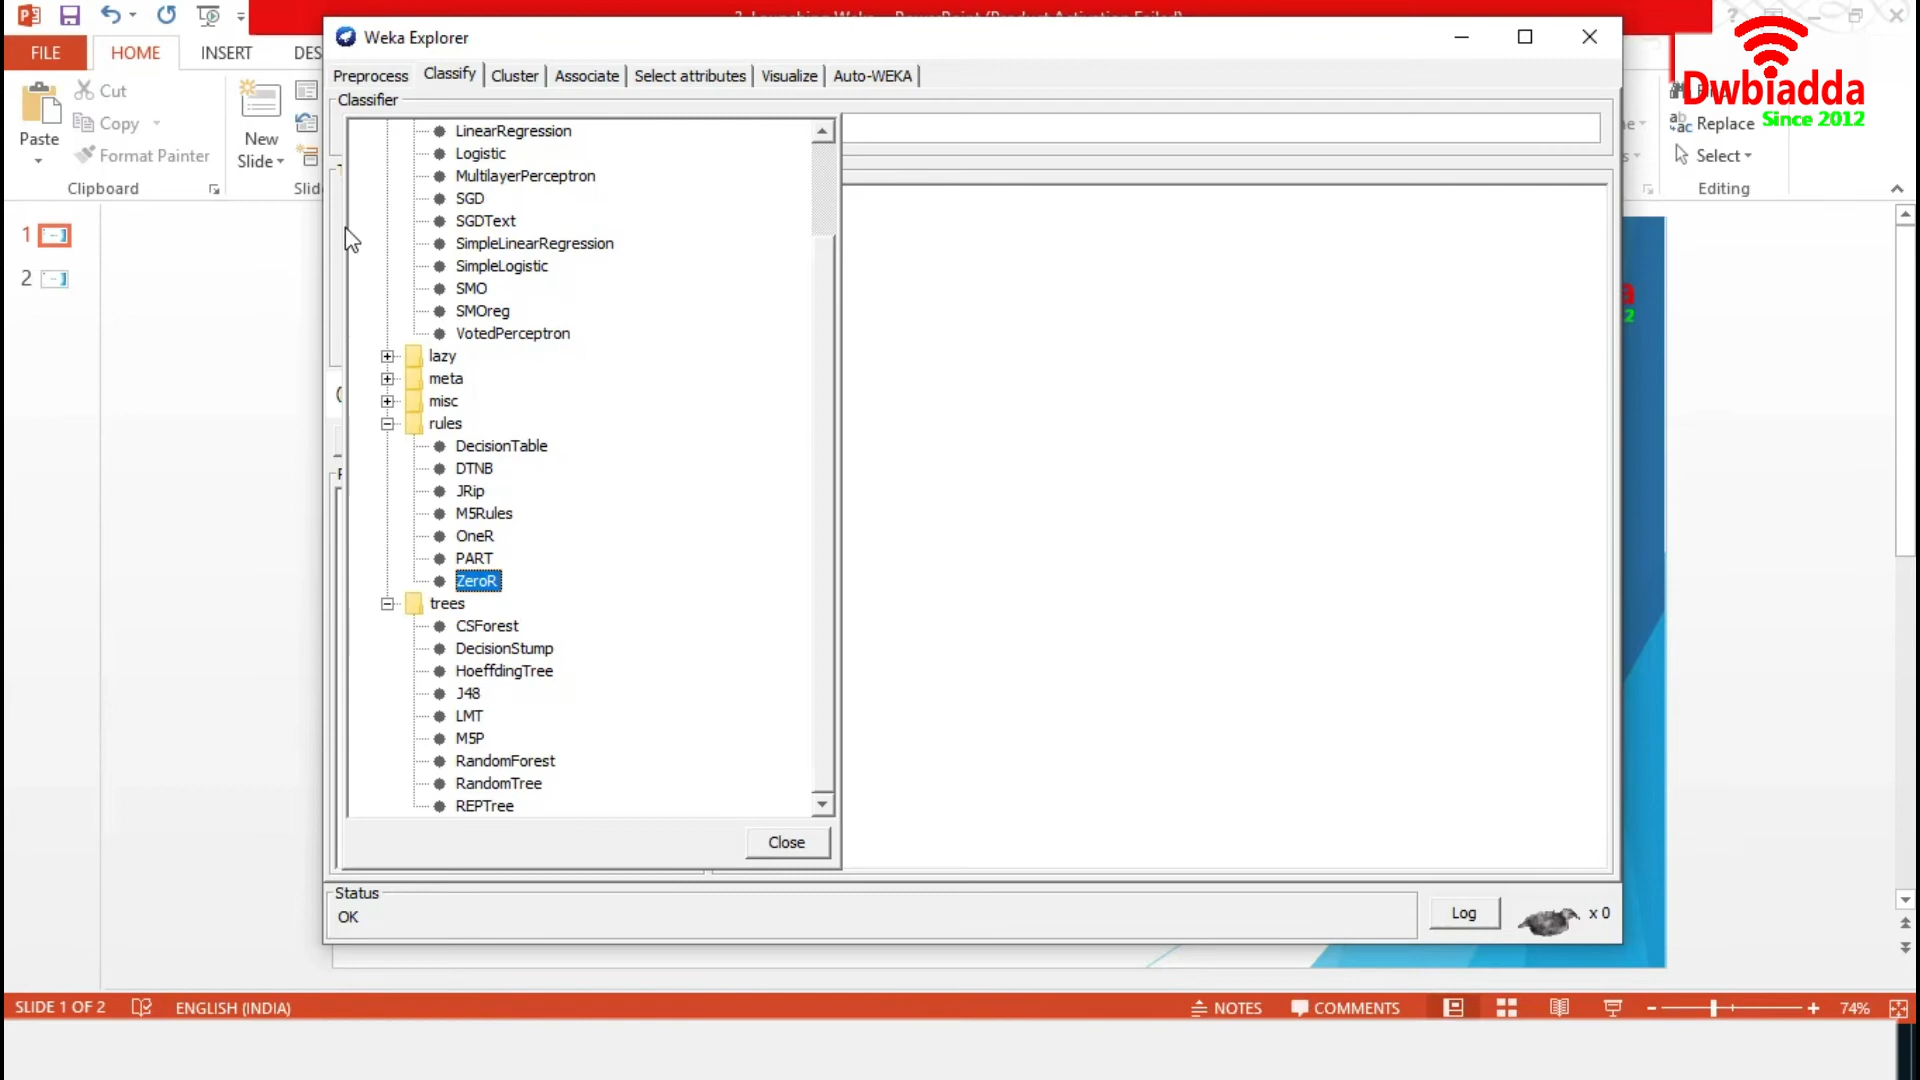 Weka Explorer
FILE
HOME
INSERT
DES
Preprocess
Classify
Cluster
Associate
Select attributes
Visualize
Auto-WEKA
Dwbiadda
Since 2012
Classifier
Paste
Cut
Copy
Format Painter
Clipboard
New
Slide
Slid
Replace
Select
Editing
LinearRegression
Logistic
MultilayerPerceptron
SGD
SGDText
SimpleLinearRegression
SimpleLogistic
SMO
SMOreg
VotedPerceptron
lazy
meta
misc
rules
DecisionTable
DTNB
JRip
M5Rules
OneR
PART
ZeroR
trees
CSForest
DecisionStump
HoeffdingTree
J48
LMT
M5P
RandomForest
RandomTree
REPTree
Close
1
2
Status
OK
Log
x 0
SLIDE 1 OF 2
ENGLISH (INDIA)
NOTES
COMMENTS
74%